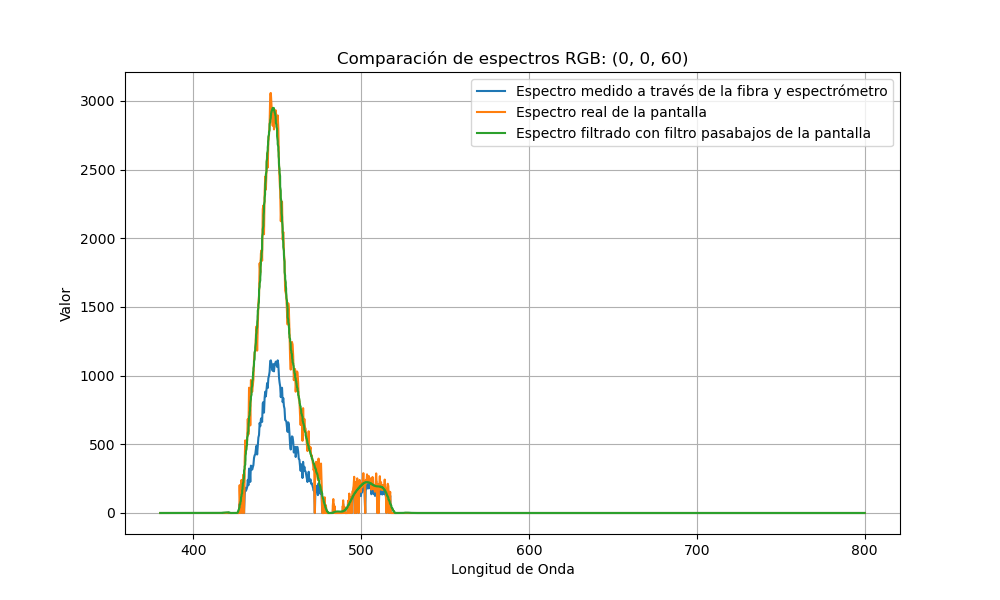 Comparación de espectros RGB: (0, 0, 60)
Espectro medido a través de la fibra y espectrómetro
Espectro real de la pantalla
Espectro filtrado con filtro pasabajos de la pantalla
Valor
3000
2500
2000
1500
1000
500
0
400 500 600 700 800
Longitud de Onda